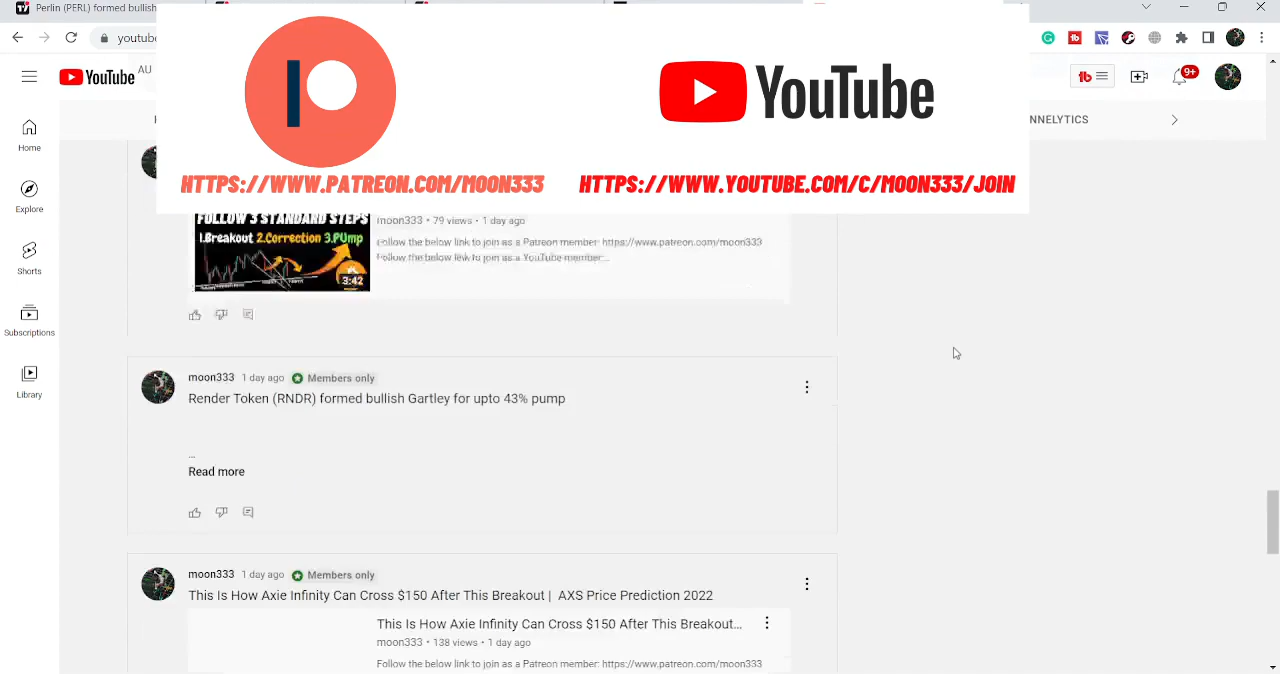 Perlin (PERL) formed bullish
youtube
YouTube AU
NNELYTICS
9+
YouTube
HTTPS://WWW.PATREON.COM/MOON333
HTTPS://WWW.YOUTUBE.COM/C/MOON333/JOIN
Home
Explore
Shorts
Subscriptions
Library
FOLLOW 3 STANDARD STEPS
1.Breakout 2.Correction 3.PUmp
3:42
moon333 • 79 views • 1 day ago
Follow the below link to join as a Patreon member: https://www.patreon.com/moon333
Follow the below link to join as a YouTube member:...
moon333 1 day ago Members only
Render Token (RNDR) formed bullish Gartley for upto 43% pump
...
Read more
moon333 1 day ago Members only
This Is How Axie Infinity Can Cross $150 After This Breakout | AXS Price Prediction 2022
This Is How Axie Infinity Can Cross $150 After This Breakout...
moon333 • 138 views • 1 day ago
Follow the below link to join as a Patreon member: https://www.patreon.com/moon333